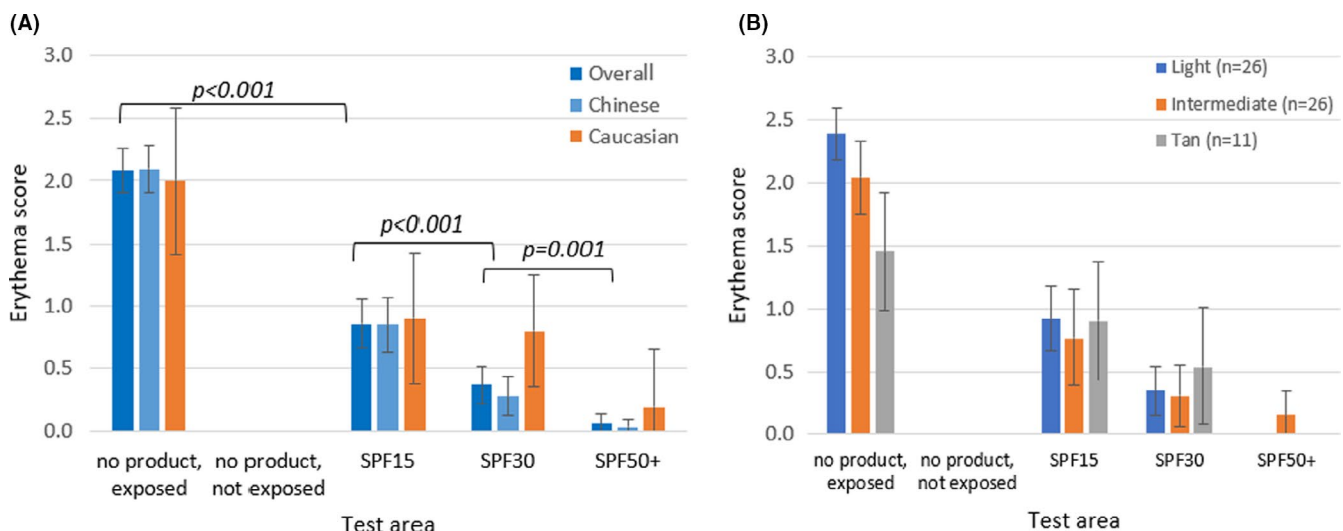 (A)
3.0
2.5
2.0
1.5
1.0
0.5
0.0
Erythema score
Overall
Chinese
Caucasian
p<0.001
p<0.001
p=0.001
no product, exposed
no product, not exposed
SPF15
SPF30
SPF50+
Test area
(B)
3.0
2.5
2.0
1.5
1.0
0.5
0.0
Erythema score
Light (n=26)
Intermediate (n=26)
Tan (n=11)
no product, exposed
no product, not exposed
SPF15
SPF30
SPF50+
Test area